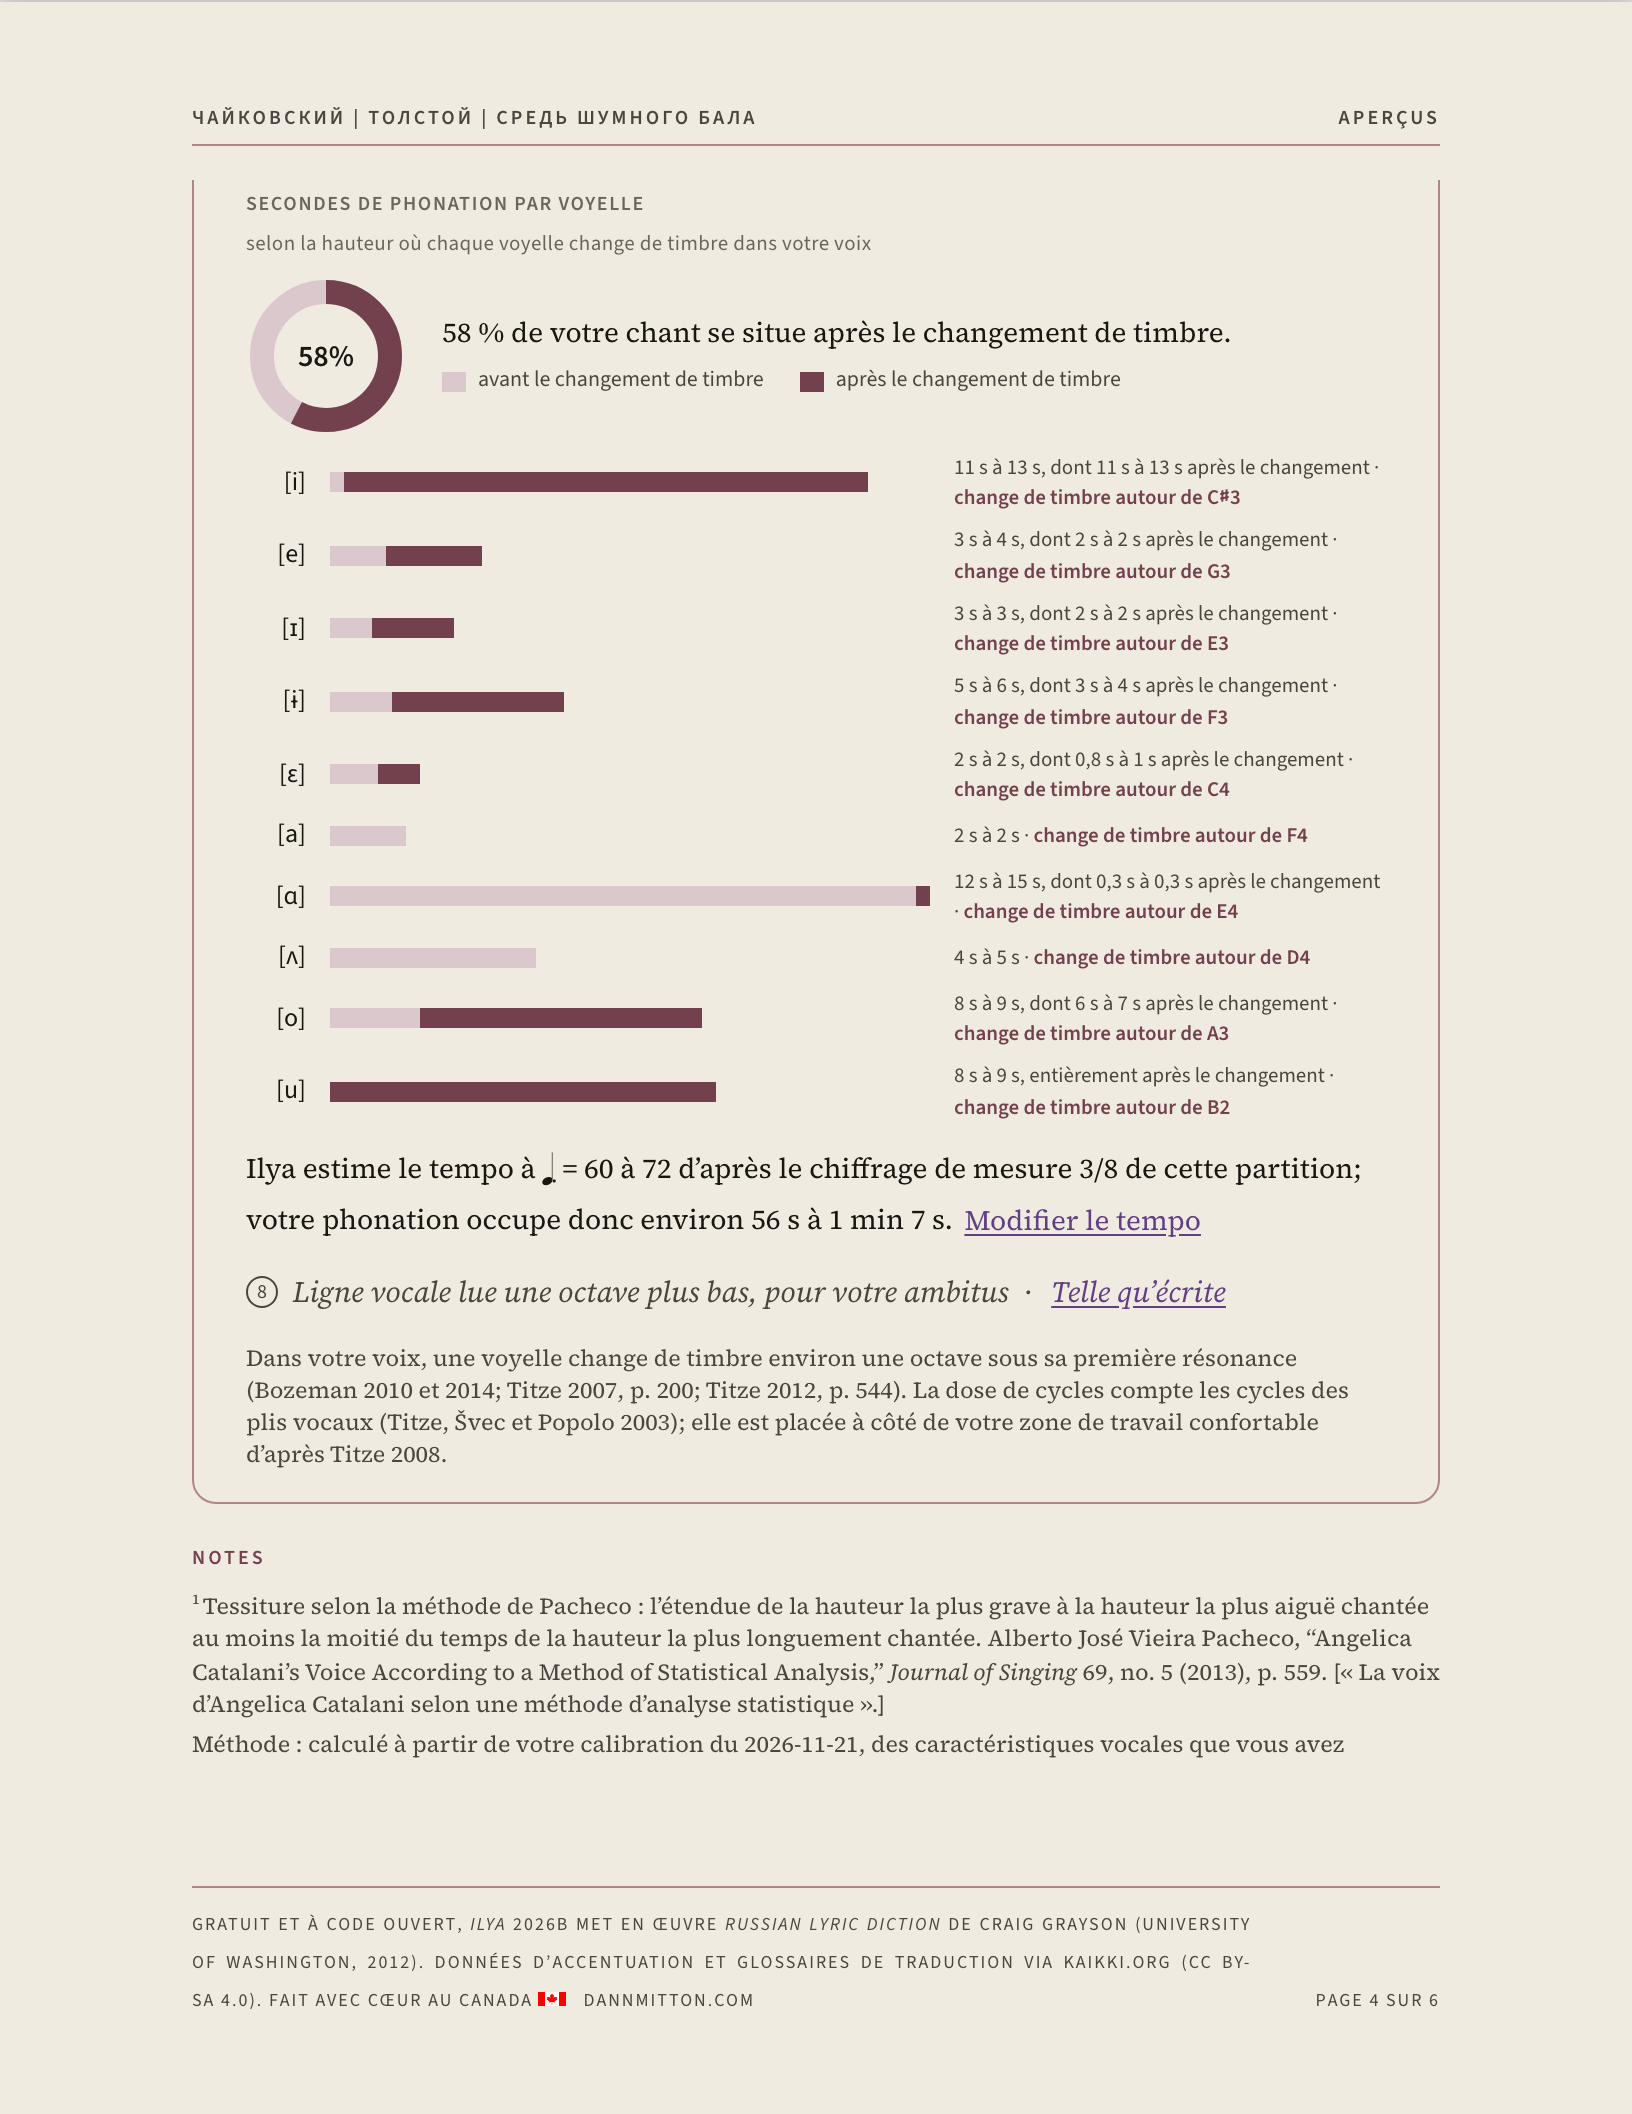 ЧАЙКОВСКИЙ | ТОЛСТОЙ | СРЕДЬ ШУМНОГО БАЛА
APERÇUS
SECONDES DE PHONATION PAR VOYELLE
selon la hauteur où chaque voyelle change de timbre dans votre voix
58%
58 % de votre chant se situe après le changement de timbre.
avant le changement de timbre
après le changement de timbre
[i]
11 s à 13 s, dont 11 s à 13 s après le changement ·
change de timbre autour de C♯3
[e]
3 s à 4 s, dont 2 s à 2 s après le changement ·
change de timbre autour de G3
[ɪ]
3 s à 3 s, dont 2 s à 2 s après le changement ·
change de timbre autour de E3
[ɨ]
5 s à 6 s, dont 3 s à 4 s après le changement ·
change de timbre autour de F3
[ɛ]
2 s à 2 s, dont 0,8 s à 1 s après le changement ·
change de timbre autour de C4
[a]
2 s à 2 s · change de timbre autour de F4
[ɑ]
12 s à 15 s, dont 0,3 s à 0,3 s après le changement
· change de timbre autour de E4
[ʌ]
4 s à 5 s · change de timbre autour de D4
[o]
8 s à 9 s, dont 6 s à 7 s après le changement ·
change de timbre autour de A3
[u]
8 s à 9 s, entièrement après le changement ·
change de timbre autour de B2
Ilya estime le tempo à 𝅘𝅥. = 60 à 72 d’après le chiffrage de mesure 3/8 de cette partition;
votre phonation occupe donc environ 56 s à 1 min 7 s. Modifier le tempo
8 Ligne vocale lue une octave plus bas, pour votre ambitus · Telle qu’écrite
Dans votre voix, une voyelle change de timbre environ une octave sous sa première résonance
(Bozeman 2010 et 2014; Titze 2007, p. 200; Titze 2012, p. 544). La dose de cycles compte les cycles des
plis vocaux (Titze, Švec et Popolo 2003); elle est placée à côté de votre zone de travail confortable
d’après Titze 2008.
NOTES
¹ Tessiture selon la méthode de Pacheco : l’étendue de la hauteur la plus grave à la hauteur la plus aiguë chantée
au moins la moitié du temps de la hauteur la plus longuement chantée. Alberto José Vieira Pacheco, “Angelica
Catalani’s Voice According to a Method of Statistical Analysis,” Journal of Singing 69, no. 5 (2013), p. 559. [« La voix
d’Angelica Catalani selon une méthode d’analyse statistique ».]
Méthode : calculé à partir de votre calibration du 2026-11-21, des caractéristiques vocales que vous avez
GRATUIT ET À CODE OUVERT, ILYA 2026B MET EN ŒUVRE RUSSIAN LYRIC DICTION DE CRAIG GRAYSON (UNIVERSITY
OF WASHINGTON, 2012). DONNÉES D’ACCENTUATION ET GLOSSAIRES DE TRADUCTION VIA KAIKKI.ORG (CC BY-
SA 4.0). FAIT AVEC CŒUR AU CANADA 🇨🇦 DANNMITTON.COM
PAGE 4 SUR 6